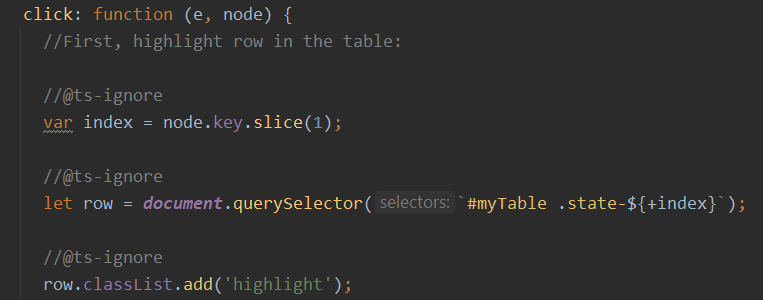 click: function (e, node) {
//First, highlight row in the table:
//@ts-ignore
var index = node.key.slice(1);
//@ts-ignore
let row = document.querySelector( selectors: `#myTable .state-${+index}`);
//@ts-ignore
row.classList.add('highlight');